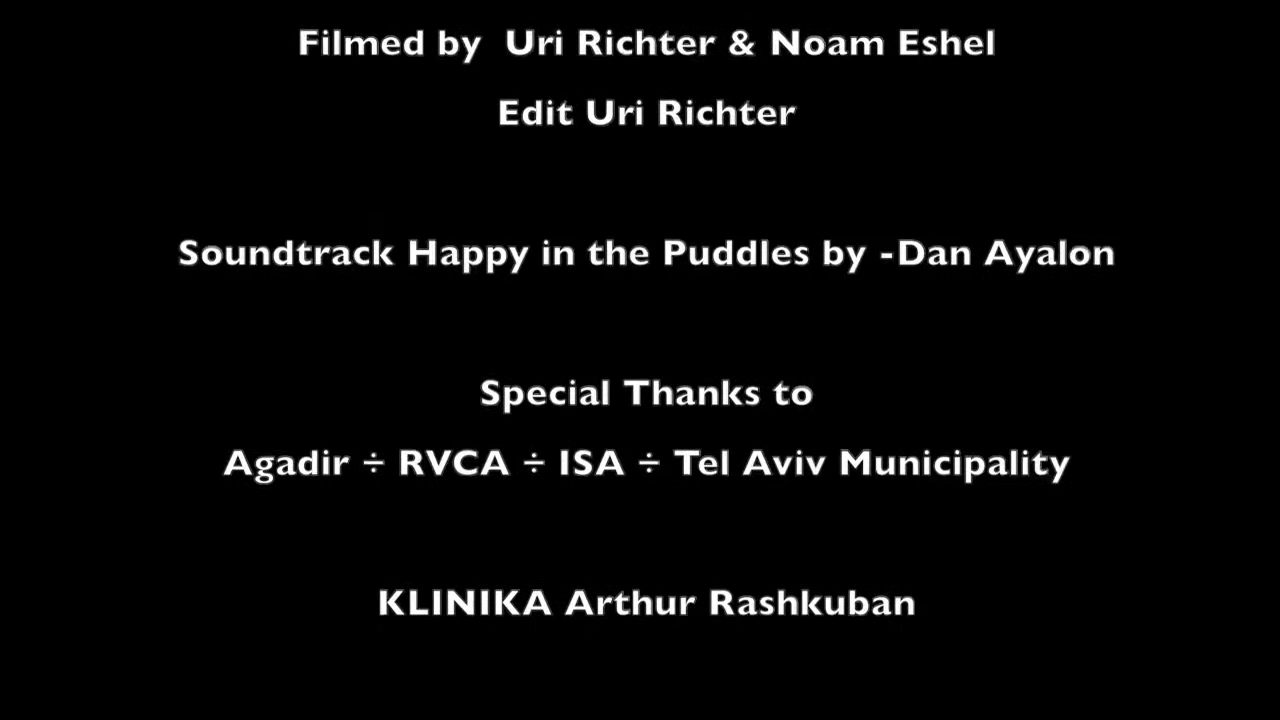 Filmed by  Uri Richter & Noam Eshel
Edit Uri Richter
Soundtrack Happy in the Puddles by -Dan Ayalon
Special Thanks to
Agadir ÷ RVCA ÷ ISA ÷ Tel Aviv Municipality
KLINIKA Arthur Rashkuban